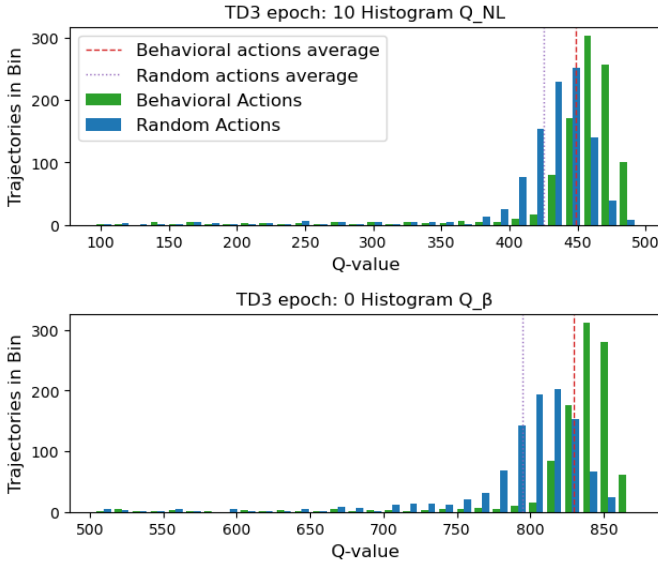 TD3 epoch: 10 Histogram Q_NL
Trajectories in Bin
300
200
100
0
Behavioral actions average
Random actions average
Behavioral Actions
Random Actions
100 150 200 250 300 350 400 450 500
Q-value
TD3 epoch: 0 Histogram Q_β
Trajectories in Bin
300
200
100
0
500 550 600 650 700 750 800 850
Q-value